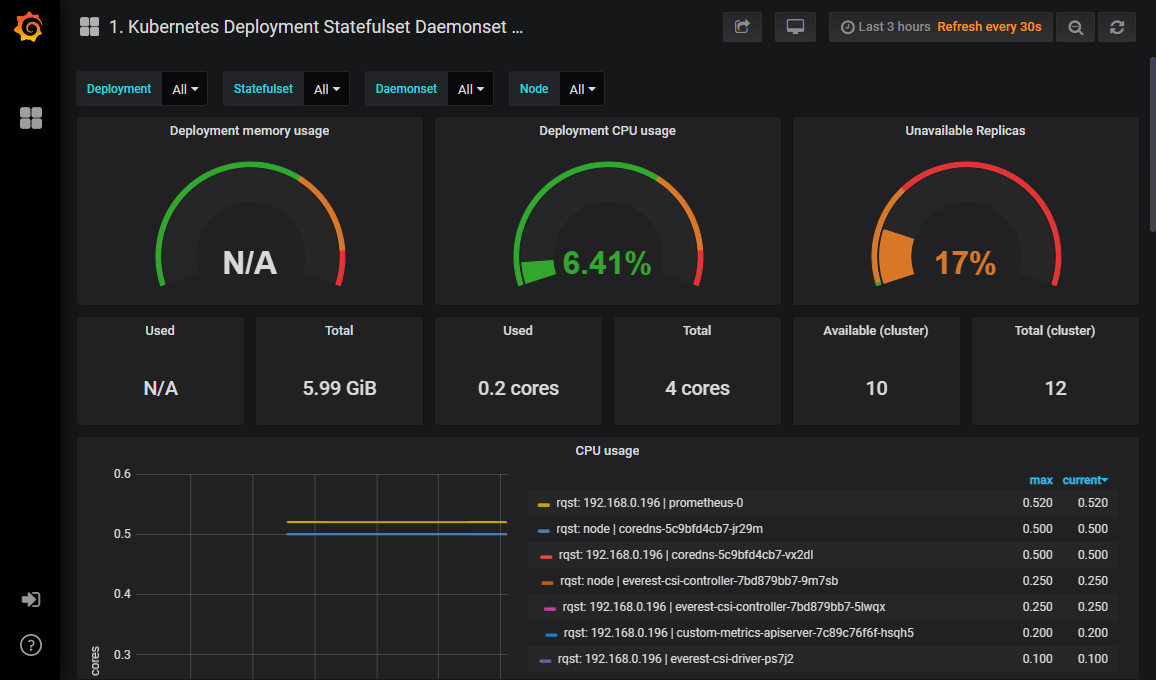 1. Kubernetes Deployment Statefulset Daemonset ...
Last 3 hours Refresh every 30s
Deployment All
Statefulset All
Daemonset All
Node All
Deployment memory usage
N/A
Deployment CPU usage
6.41%
Unavailable Replicas
17%
Used
N/A
Total
5.99 GiB
Used
0.2 cores
Total
4 cores
Available (cluster)
10
Total (cluster)
12
CPU usage
0.6
0.5
0.4
0.3
cores
max current
rqst: 192.168.0.196 | prometheus-0 0.520 0.520
rqst: node | coredns-5c9bfd4cb7-jr29m 0.500 0.500
rqst: 192.168.0.196 | coredns-5c9bfd4cb7-vx2dl 0.500 0.500
rqst: node | everest-csi-controller-7bd879bb7-9m7sb 0.250 0.250
rqst: 192.168.0.196 | everest-csi-controller-7bd879bb7-5lwqx 0.250 0.250
rqst: 192.168.0.196 | custom-metrics-apiserver-7c89c76f6f-hsqh5 0.200 0.200
rqst: 192.168.0.196 | everest-csi-driver-ps7j2 0.100 0.100
?